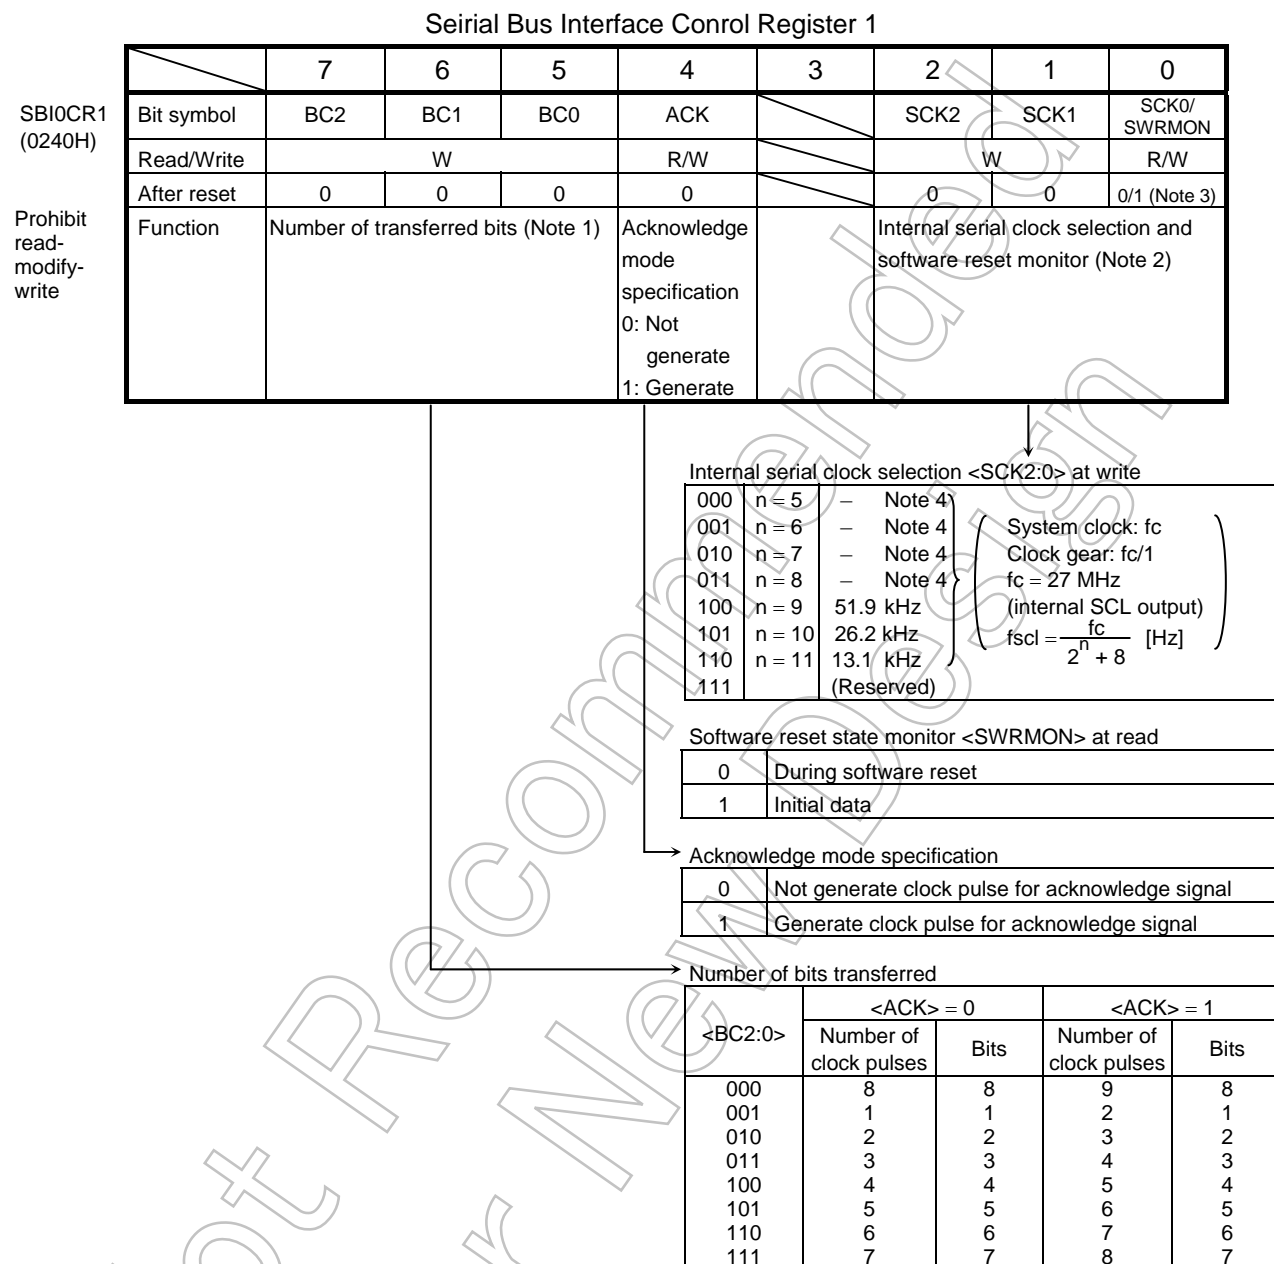 Seirial Bus Interface Conrol Register 1
7 6 5 4 3 2 1 0
SBI0CR1
(0240H)
Bit symbol BC2 BC1 BC0 ACK SCK2 SCK1 SCK0/
SWRMON
Read/Write W R/W W R/W
After reset 0 0 0 0 0 0 0/1 (Note 3)
Prohibit
read-
modify-
write
Function
Number of transferred bits (Note 1)
Acknowledge
mode
specification
0: Not
generate
1: Generate
Internal serial clock selection and
software reset monitor (Note 2)
Internal serial clock selection <SCK2:0> at write
000 n = 5 – Note 4
001 n = 6 – Note 4
010 n = 7 – Note 4
011 n = 8 – Note 4
100 n = 9 51.9 kHz
101 n = 10 26.2 kHz
110 n = 11 13.1 kHz
111 (Reserved)
System clock: fc
Clock gear: fc/1
fc = 27 MHz
(internal SCL output)
fscl = fc / 2^n + 8 [Hz]
Software reset state monitor <SWRMON> at read
0 During software reset
1 Initial data
Acknowledge mode specification
0 Not generate clock pulse for acknowledge signal
1 Generate clock pulse for acknowledge signal
Number of bits transferred
<BC2:0> <ACK> = 0 <ACK> = 1
Number of
clock pulses
Bits
Number of
clock pulses
Bits
000 8 8 9 8
001 1 1 2 1
010 2 2 3 2
011 3 3 4 3
100 4 4 5 4
101 5 5 6 5
110 6 6 7 6
111 7 7 8 7
Not Recommended
for New Design